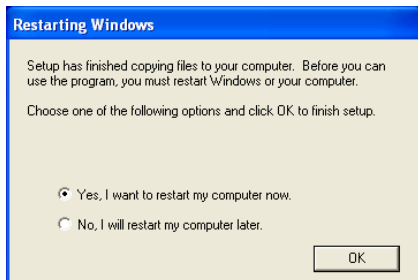 Restarting Windows
Setup has finished copying files to your computer. Before you can
use the program, you must restart Windows or your computer.
Choose one of the following options and click OK to finish setup.
Yes, I want to restart my computer now.
No, I will restart my computer later.
OK